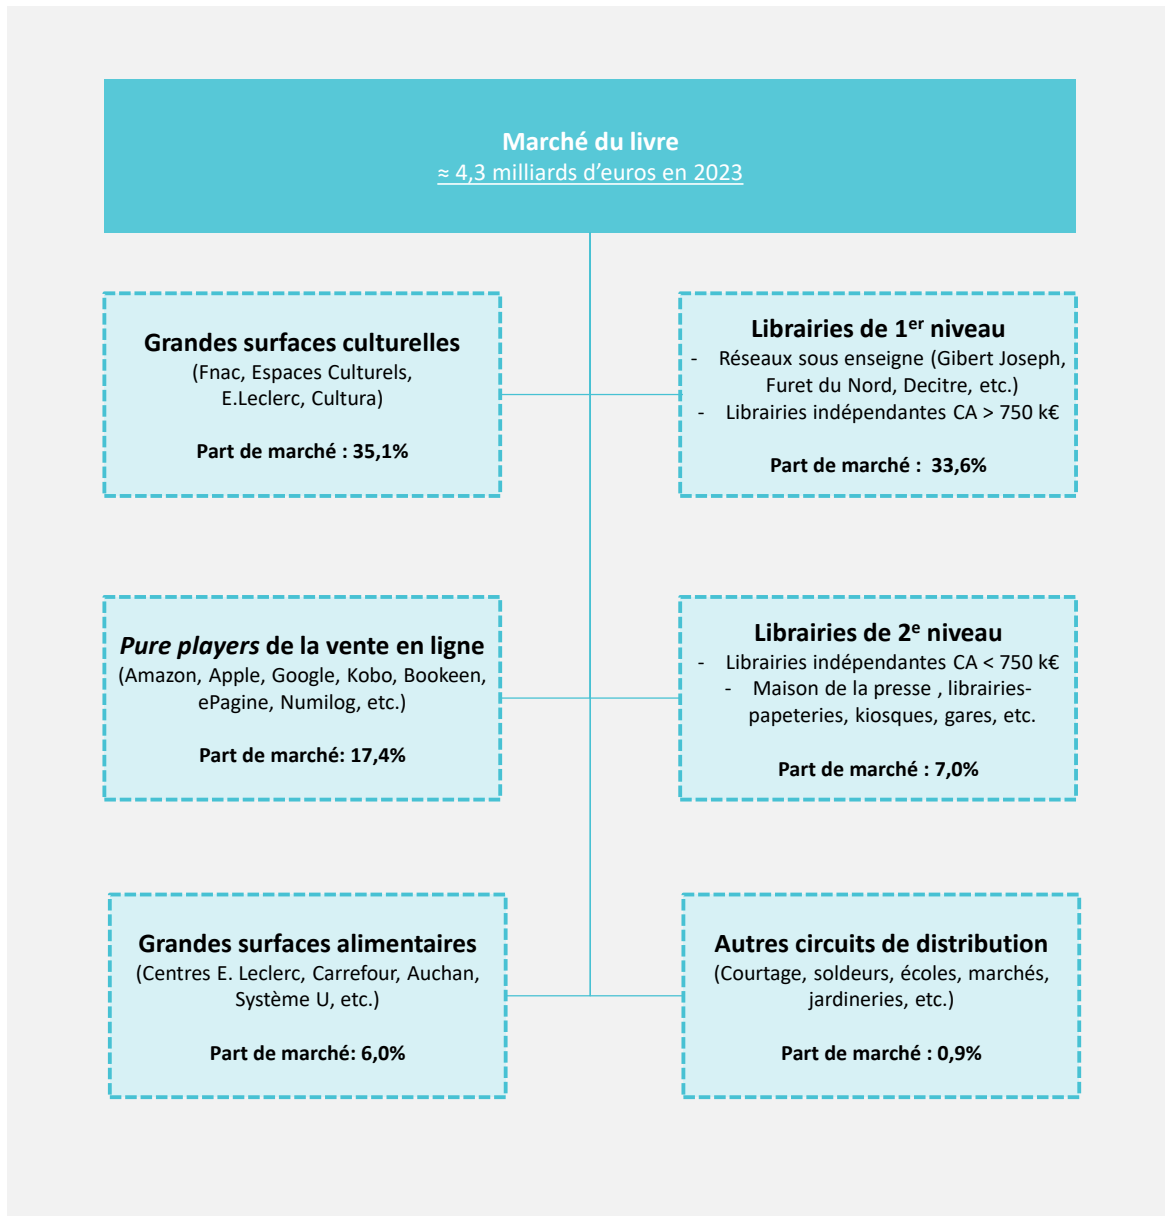 Marché du livre
≈ 4,3 milliards d’euros en 2023
Grandes surfaces culturelles
(Fnac, Espaces Culturels,
E.Leclerc, Cultura)
Part de marché : 35,1%
Librairies de 1er niveau
- Réseaux sous enseigne (Gibert Joseph,
Furet du Nord, Decitre, etc.)
- Librairies indépendantes CA > 750 k€
Part de marché : 33,6%
Pure players de la vente en ligne
(Amazon, Apple, Google, Kobo, Bookeen,
ePagine, Numilog, etc.)
Part de marché: 17,4%
Librairies de 2e niveau
- Librairies indépendantes CA < 750 k€
- Maison de la presse , librairies-
papeteries, kiosques, gares, etc.
Part de marché : 7,0%
Grandes surfaces alimentaires
(Centres E. Leclerc, Carrefour, Auchan,
Système U, etc.)
Part de marché: 6,0%
Autres circuits de distribution
(Courtage, soldeurs, écoles, marchés,
jardineries, etc.)
Part de marché : 0,9%